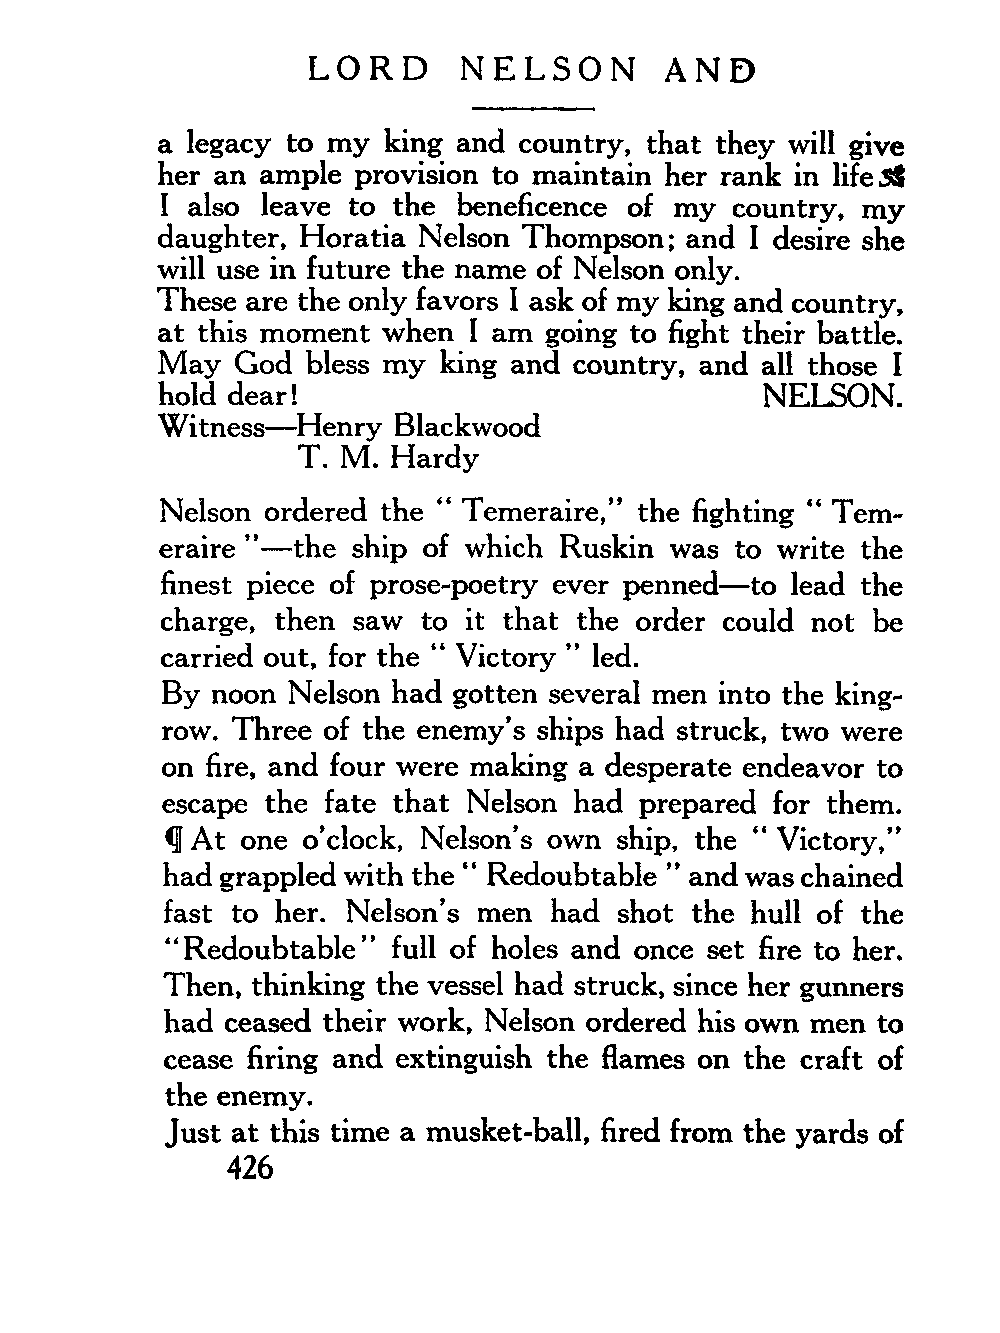 LORD NELSON AND
a legacy to my king and country, that they will give
her an ample provision to maintain her rank in life
I also leave to the beneficence of my country, my
daughter, Horatia Nelson Thompson; and I desire she
will use in future the name of Nelson only.
These are the only favors I ask of my king and country,
at this moment when I am going to fight their battle.
May God bless my king and country, and all those I
hold dear! NELSON.
Witness—Henry Blackwood
T. M. Hardy
Nelson ordered the “ Temeraire,” the fighting “ Tem-
eraire ”—the ship of which Ruskin was to write the
finest piece of prose-poetry ever penned—to lead the
charge, then saw to it that the order could not be
carried out, for the “ Victory ” led.
By noon Nelson had gotten several men into the king-
row. Three of the enemy’s ships had struck, two were
on fire, and four were making a desperate endeavor to
escape the fate that Nelson had prepared for them.
¶ At one o’clock, Nelson’s own ship, the “ Victory,”
had grappled with the “ Redoubtable ” and was chained
fast to her. Nelson’s men had shot the hull of the
“Redoubtable” full of holes and once set fire to her.
Then, thinking the vessel had struck, since her gunners
had ceased their work, Nelson ordered his own men to
cease firing and extinguish the flames on the craft of
the enemy.
Just at this time a musket-ball, fired from the yards of
426